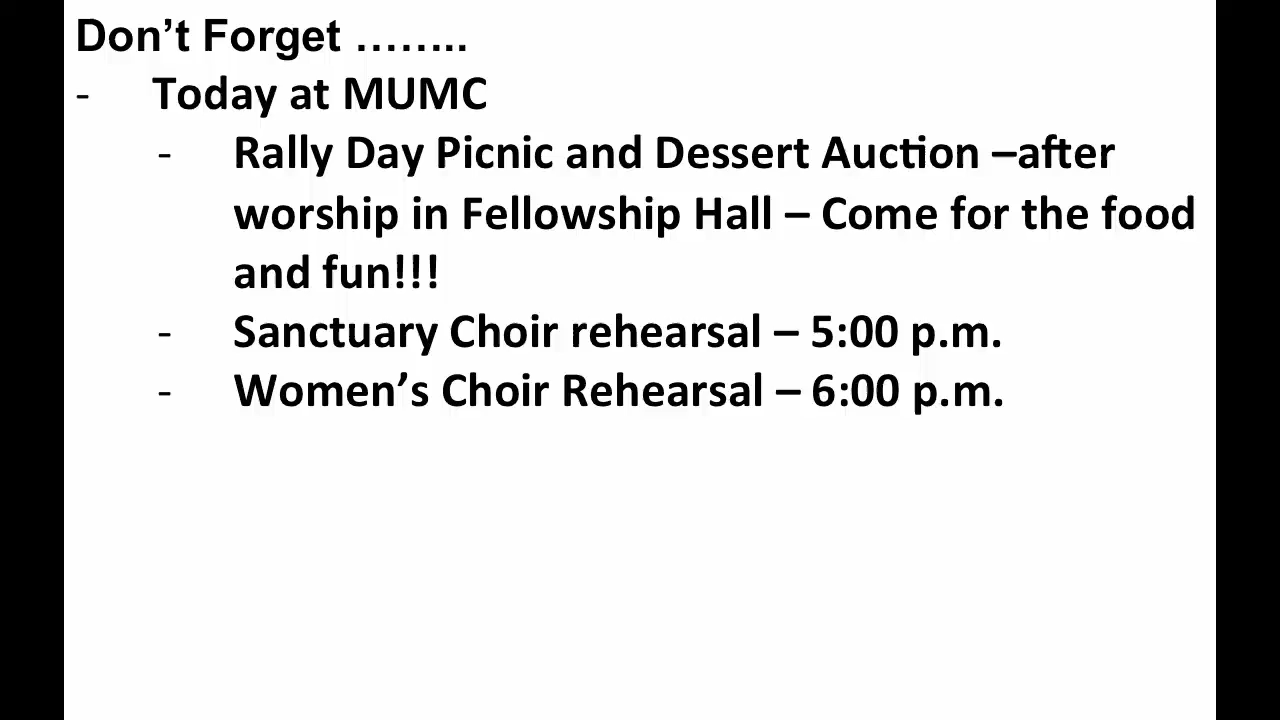 Don’t Forget ……..
- Today at MUMC
- Rally Day Picnic and Dessert Auction –after
worship in Fellowship Hall – Come for the food
and fun!!!
- Sanctuary Choir rehearsal – 5:00 p.m.
- Women’s Choir Rehearsal – 6:00 p.m.